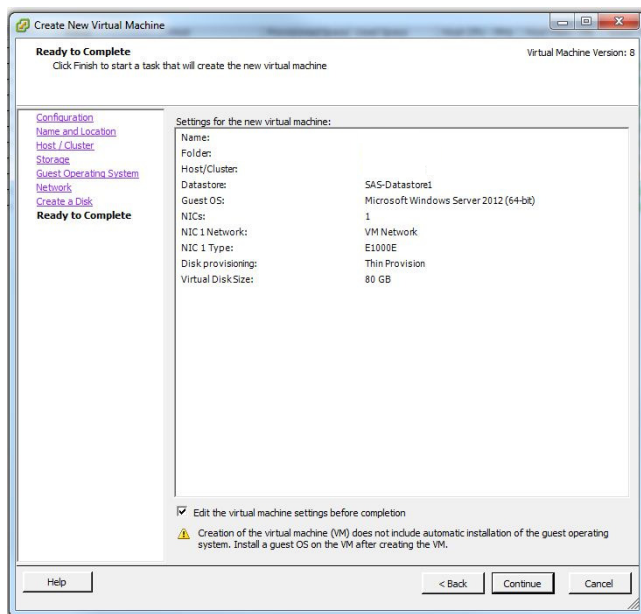 Create New Virtual Machine
Ready to Complete
Virtual Machine Version: 8
Click Finish to start a task that will create the new virtual machine
Configuration
Name and Location
Host / Cluster
Storage
Guest Operating System
Network
Create a Disk
Ready to Complete
Settings for the new virtual machine:
Name:
Folder:
Host/Cluster:
Datastore: SAS-Datastore1
Guest OS: Microsoft Windows Server 2012 (64-bit)
NICs: 1
NIC 1 Network: VM Network
NIC 1 Type: E1000E
Disk provisioning: Thin Provision
Virtual Disk Size: 80 GB
Edit the virtual machine settings before completion
Creation of the virtual machine (VM) does not include automatic installation of the guest operating
system. Install a guest OS on the VM after creating the VM.
Help
< Back
Continue
Cancel